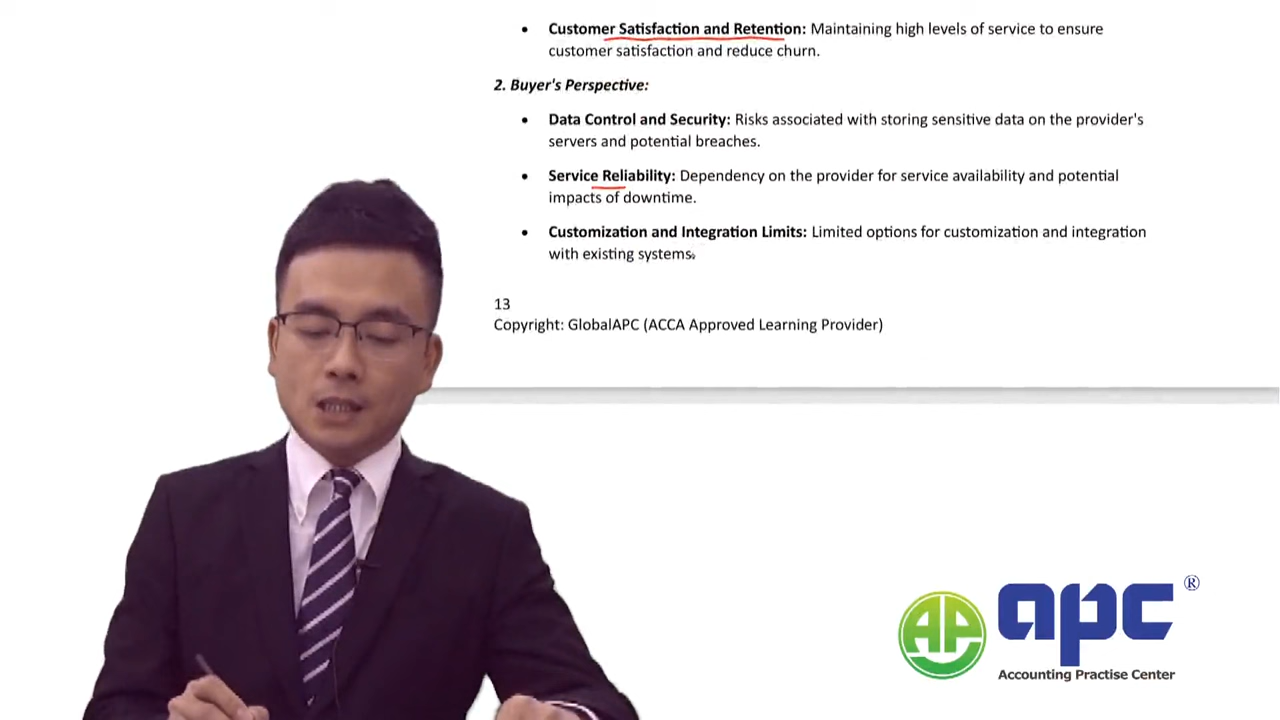 • Customer Satisfaction and Retention: Maintaining high levels of service to ensure
customer satisfaction and reduce churn.
2. Buyer's Perspective:
• Data Control and Security: Risks associated with storing sensitive data on the provider's
servers and potential breaches.
• Service Reliability: Dependency on the provider for service availability and potential
impacts of downtime.
• Customization and Integration Limits: Limited options for customization and integration
with existing systems.
13
Copyright: GlobalAPC (ACCA Approved Learning Provider)
AP
apc ®
Accounting Practise Center